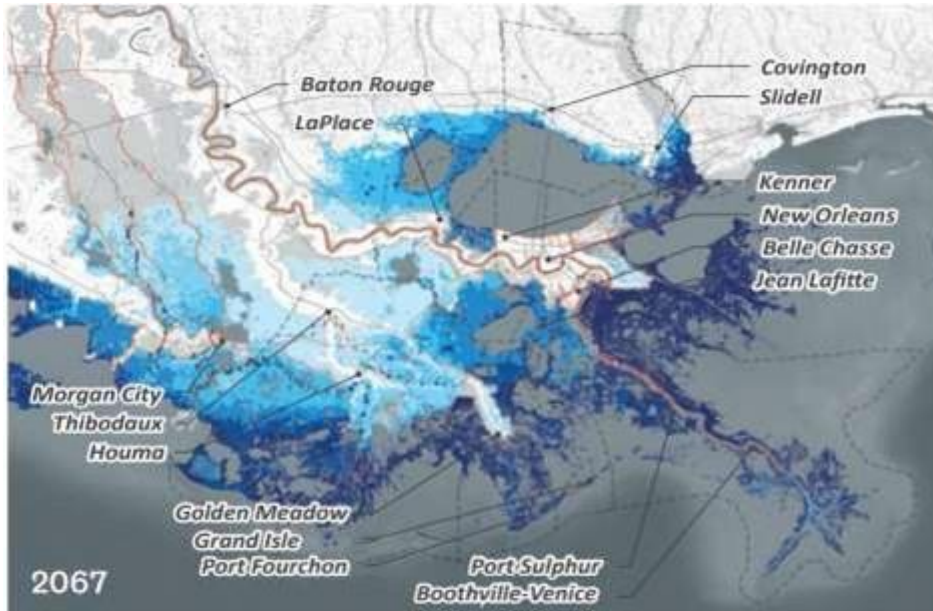 Baton Rouge
LaPlace
Covington
Slidell
Kenner
New Orleans
Belle Chasse
Jean Lafitte
Morgan City
Thibodaux
Houma
Golden Meadow
Grand Isle
Port Fourchon
Port Sulphur
Boothville-Venice
2067